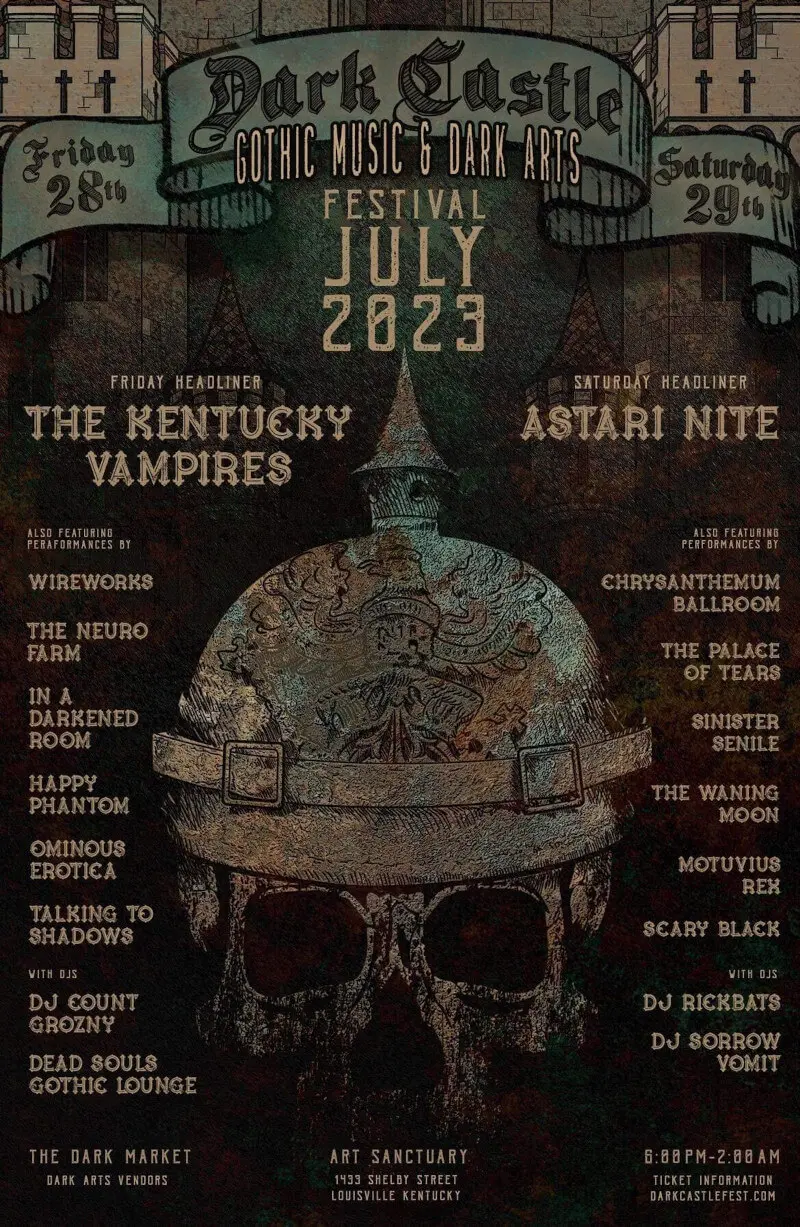 Dark Castle
GOTHIC MUSIC & DARK ARTS
Friday
28th
Saturday
29th
FESTIVAL
JULY
2023
FRIDAY HEADLINER
THE KENTUCKY
VAMPIRES
SATURDAY HEADLINER
ASTARI NITE
ALSO FEATURING
PERAFORMANCES BY
WIREWORKS
THE NEURO
FARM
IN A
DARKENED
ROOM
HAPPY
PHANTOM
OMINOUS
EROTICA
TALKING TO
SHADOWS
WITH DJS
DJ COUNT
GROZNY
DEAD SOULS
GOTHIC LOUNGE
ALSO FEATURING
PERFORMANCES BY
CHRYSANTHEMUM
BALLROOM
THE PALACE
OF TEARS
SINISTER
SENILE
THE WANING
MOON
MOTUVIUS
REX
SCARY BLACK
WITH DJS
DJ RICKBATS
DJ SORROW
VOMIT
THE DARK MARKET
DARK ARTS VENDORS
ART SANCTUARY
1433 SHELBY STREET
LOUISVILLE KENTUCKY
6:00PM-2:00AM
TICKET INFORMATION
DARKCASTLEFEST.COM